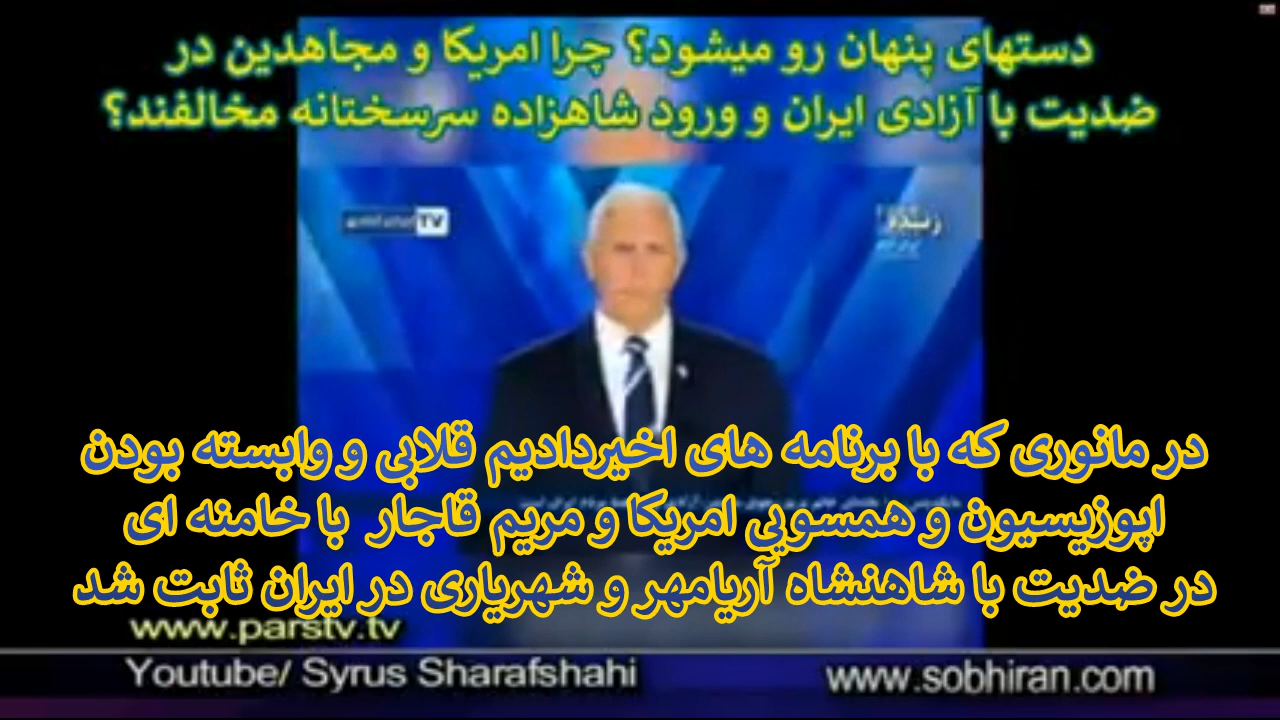 دستهای پنهان رو میشود؟ چرا امریکا و مجاهدین در
ضدیت با آزادی ایران و ورود شاهزاده سرسختانه مخالفند؟
TV
زنده
در مانوری که با برنامه های اخیردادیم قلابی و وابسته بودن
اپوزیسیون و همسویی امریکا و مریم قاجار با خامنه ای
در ضدیت با شاهنشاه آریامهر و شهریاری در ایران ثابت شد
www.parstv.tv
Youtube/ Syrus Sharafshahi
www.sobhiran.com